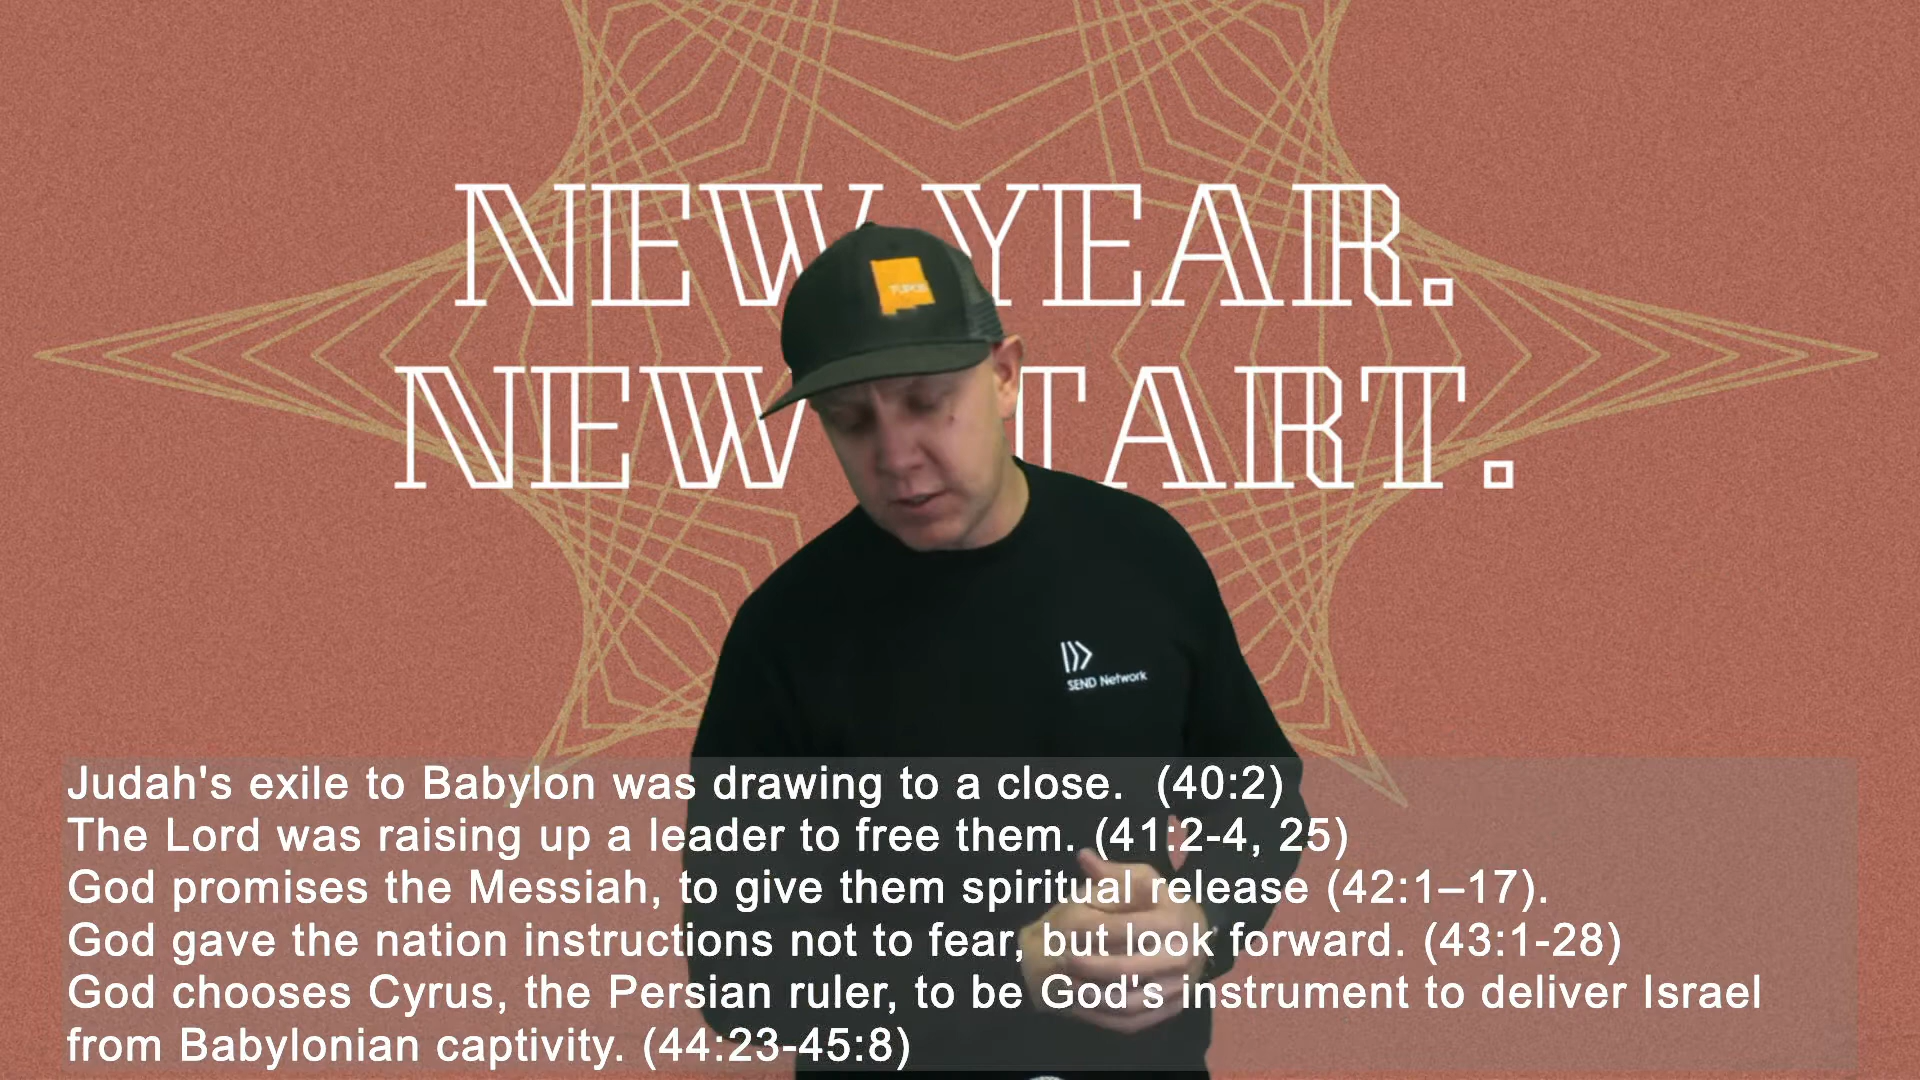 NEW YEAR.
NEW START.
SEND Network
Judah's exile to Babylon was drawing to a close. (40:2)
The Lord was raising up a leader to free them. (41:2-4, 25)
God promises the Messiah, to give them spiritual release (42:1–17).
God gave the nation instructions not to fear, but look forward. (43:1-28)
God chooses Cyrus, the Persian ruler, to be God's instrument to deliver Israel
from Babylonian captivity. (44:23-45:8)